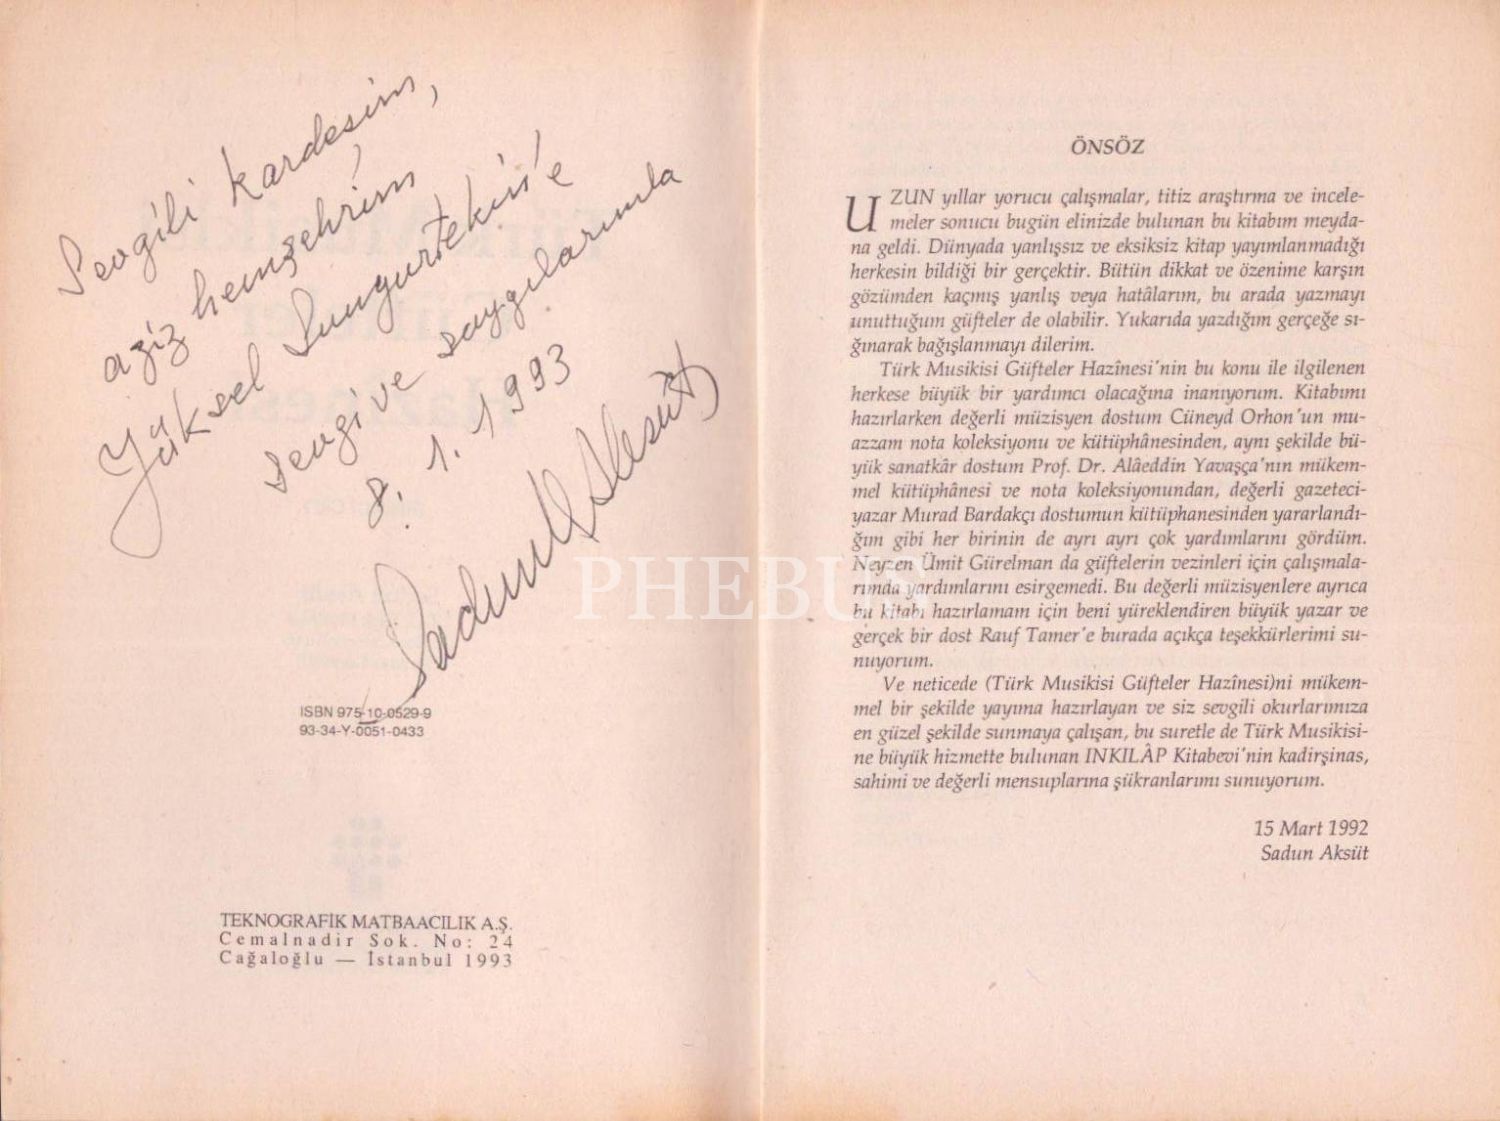 Sevgili kardeşim,
aziz hemşehrim
Yüksel Sungurtekin'e
sevgi ve saygılarımla
8.1.1993
Sadun Aksüt
ISBN 975-10-0529-9
93-34-Y-0051-0433
TEKNOGRAFİK MATBAACILIK A.Ş.
Cemalnadir Sok. No: 24
Cağaloğlu — İstanbul 1993
PHEBUS
ÖNSÖZ
UZUN yıllar yorucu çalışmalar, titiz araştırma ve incele-
meler sonucu bugün elinizde bulunan bu kitabım meyda-
na geldi. Dünyada yanlışsız ve eksiksiz kitap yayımlanmadığı
herkesin bildiği bir gerçektir. Bütün dikkat ve özenime karşın
gözümden kaçmış yanlış veya hatâlarım, bu arada yazmayı
unuttuğum güfteler de olabilir. Yukarıda yazdığım gerçeğe sı-
ğınarak bağışlanmayı dilerim.
Türk Musikisi Güfteler Hazînesi'nin bu konu ile ilgilenen
herkese büyük bir yardımcı olacağına inanıyorum. Kitabımı
hazırlarken değerli müzisyen dostum Cüneyd Orhon'un mu-
azzam nota koleksiyonu ve kütüphânesinden, aynı şekilde bü-
yük sanatkâr dostum Prof. Dr. Alâeddin Yavaşça'nın mükem-
mel kütüphânesi ve nota koleksiyonundan, değerli gazeteci-
yazar Murad Bardakçı dostumun kütüphanesinden yararlandı-
ğım gibi her birinin de ayrı ayrı çok yardımlarını gördüm.
Neyzen Ümit Gürelman da güftelerin vezinleri için çalışmala-
rımda yardımlarını esirgemedi. Bu değerli müzisyenlere ayrıca
bu kitabı hazırlamam için beni yüreklendiren büyük yazar ve
gerçek bir dost Rauf Tamer'e burada açıkça teşekkürlerimi su-
nuyorum.
Ve neticede (Türk Musikisi Güfteler Hazînesi)ni mükem-
mel bir şekilde yayıma hazırlayan ve siz sevgili okurlarımıza
en güzel şekilde sunmaya çalışan, bu suretle de Türk Musikisi-
ne büyük hizmette bulunan INKILÂP Kitabevi'nin kadirşinas,
sahimi ve değerli mensuplarına şükranlarımı sunuyorum.
15 Mart 1992
Sadun Aksüt